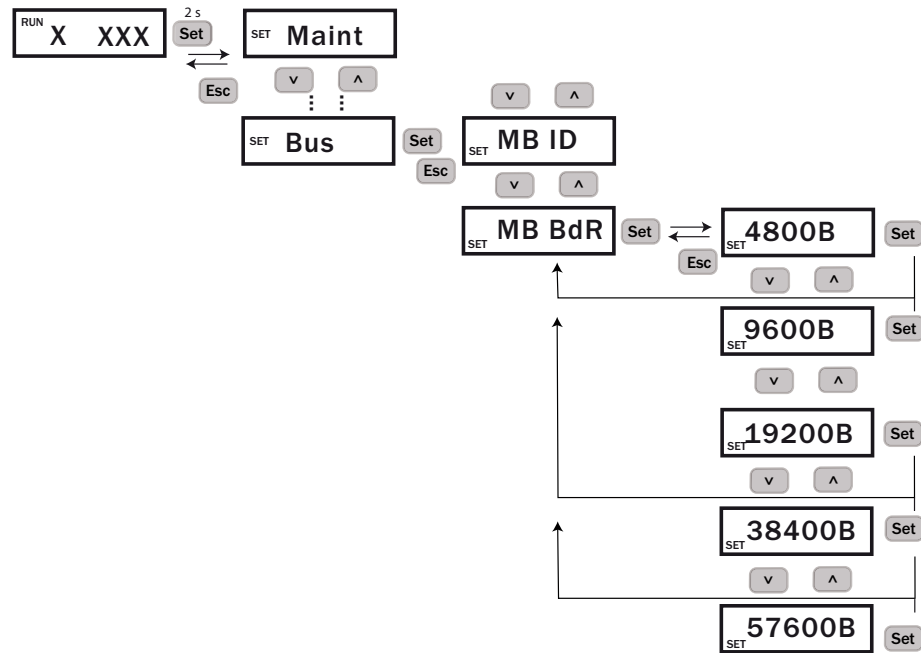 2 s
RUN X XXX Set SET Maint
Esc v ʌ
v ʌ
SET Bus Set SET MB ID
Esc
v ʌ
SET MB BdR Set SET 4800B Set
Esc
v ʌ
SET 9600B Set
v ʌ
SET 19200B Set
v ʌ
SET 38400B Set
v ʌ
SET 57600B Set